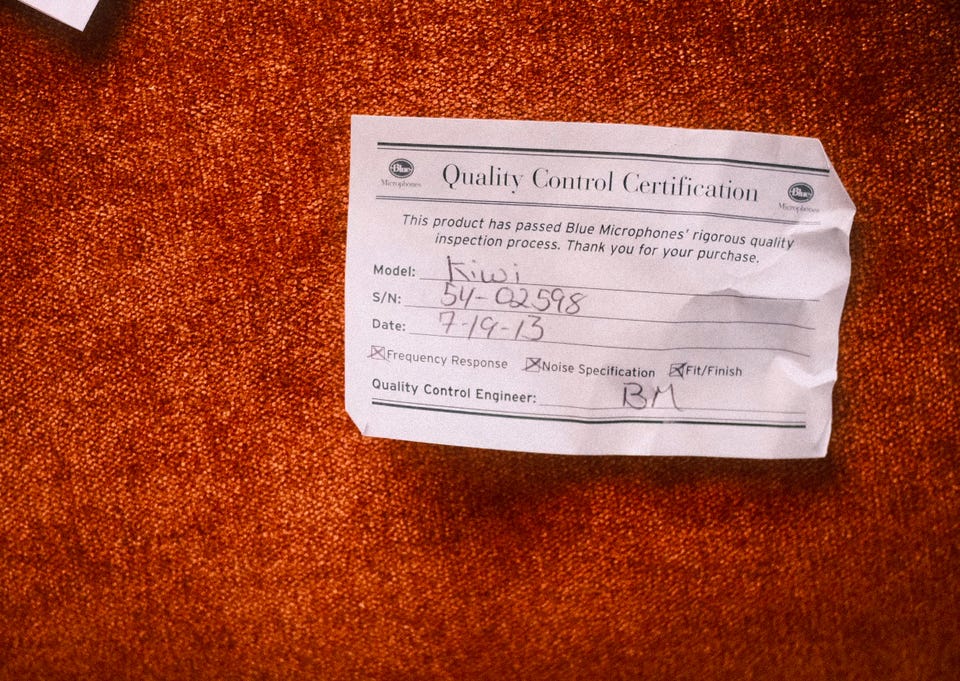 Blue
Microphones
Quality Control Certification
Blue
Microphones
This product has passed Blue Microphones' rigorous quality
inspection process. Thank you for your purchase.
Model: Kiwi
S/N: 54-02598
Date: 7-19-13
☒Frequency Response ☒Noise Specification ☒Fit/Finish
Quality Control Engineer: BM